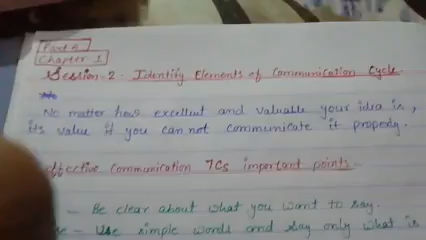 Part A
Chapter 1
Session-2- Identify Elements of Communication Cycle
No matter how excellent and valuable your idea is,
its value if you can not communicate it properly.
ffective Communication 7Cs important points-
- Be clear about what you want to say.
- Use simple words and say only what is